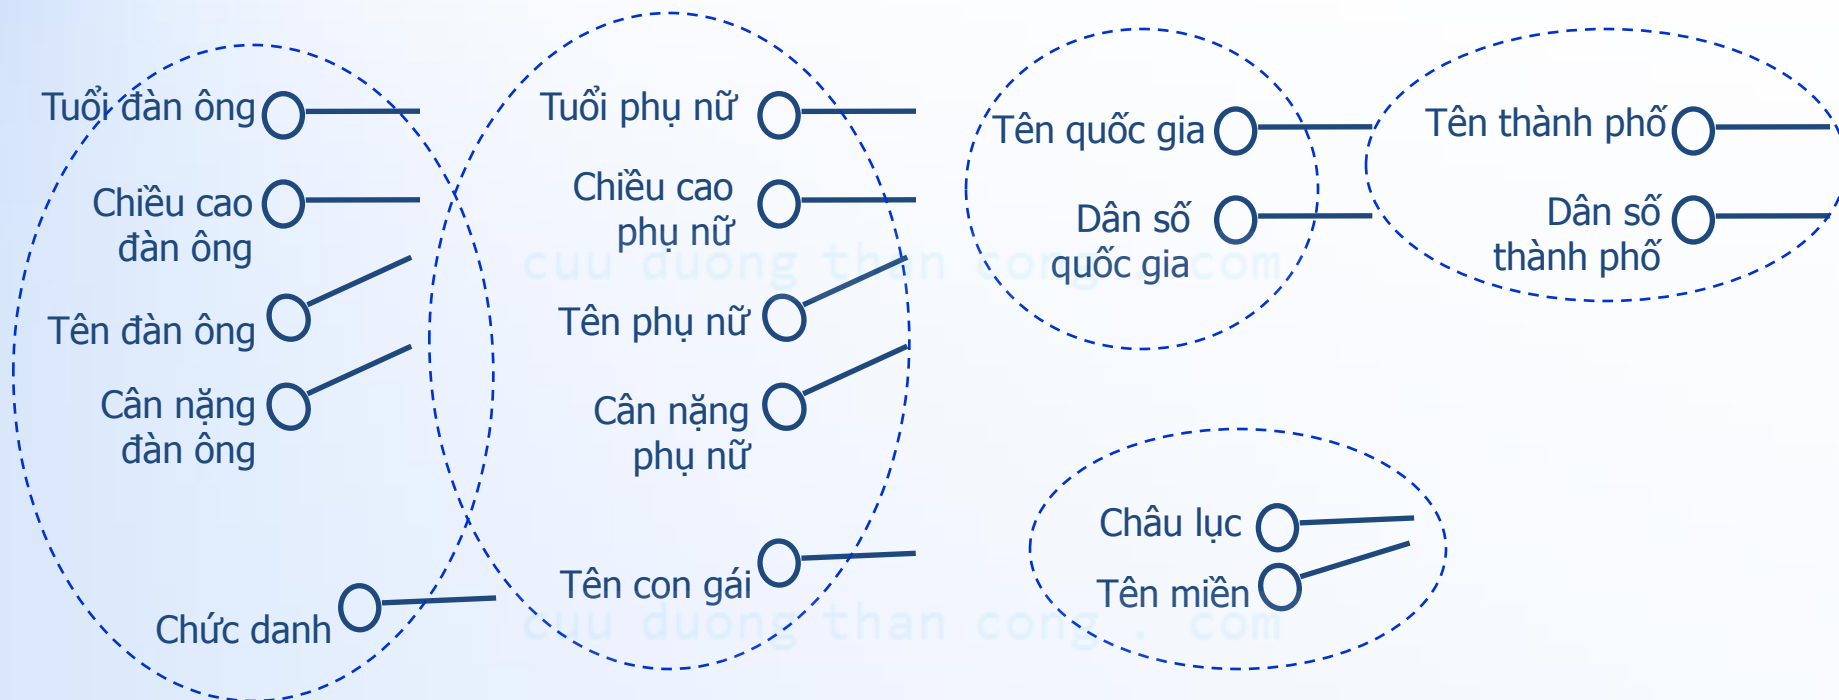 Tuổi đàn ông
Chiều cao
đàn ông
Tên đàn ông
Cân nặng
đàn ông
Chức danh
Tuổi phụ nữ
Chiều cao
phụ nữ
Tên phụ nữ
Cân nặng
phụ nữ
Tên con gái
Tên quốc gia
Dân số
quốc gia
Tên thành phố
Dân số
thành phố
Châu lục
Tên miền
cuu duong than cong . com
cuu duong than cong . com